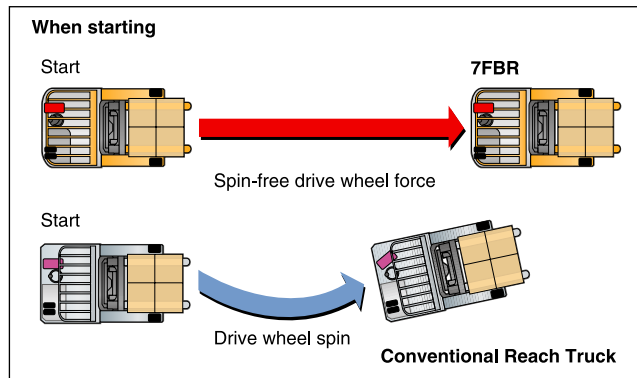 When starting
Start
7FBR
Spin-free drive wheel force
Start
Drive wheel spin
Conventional Reach Truck